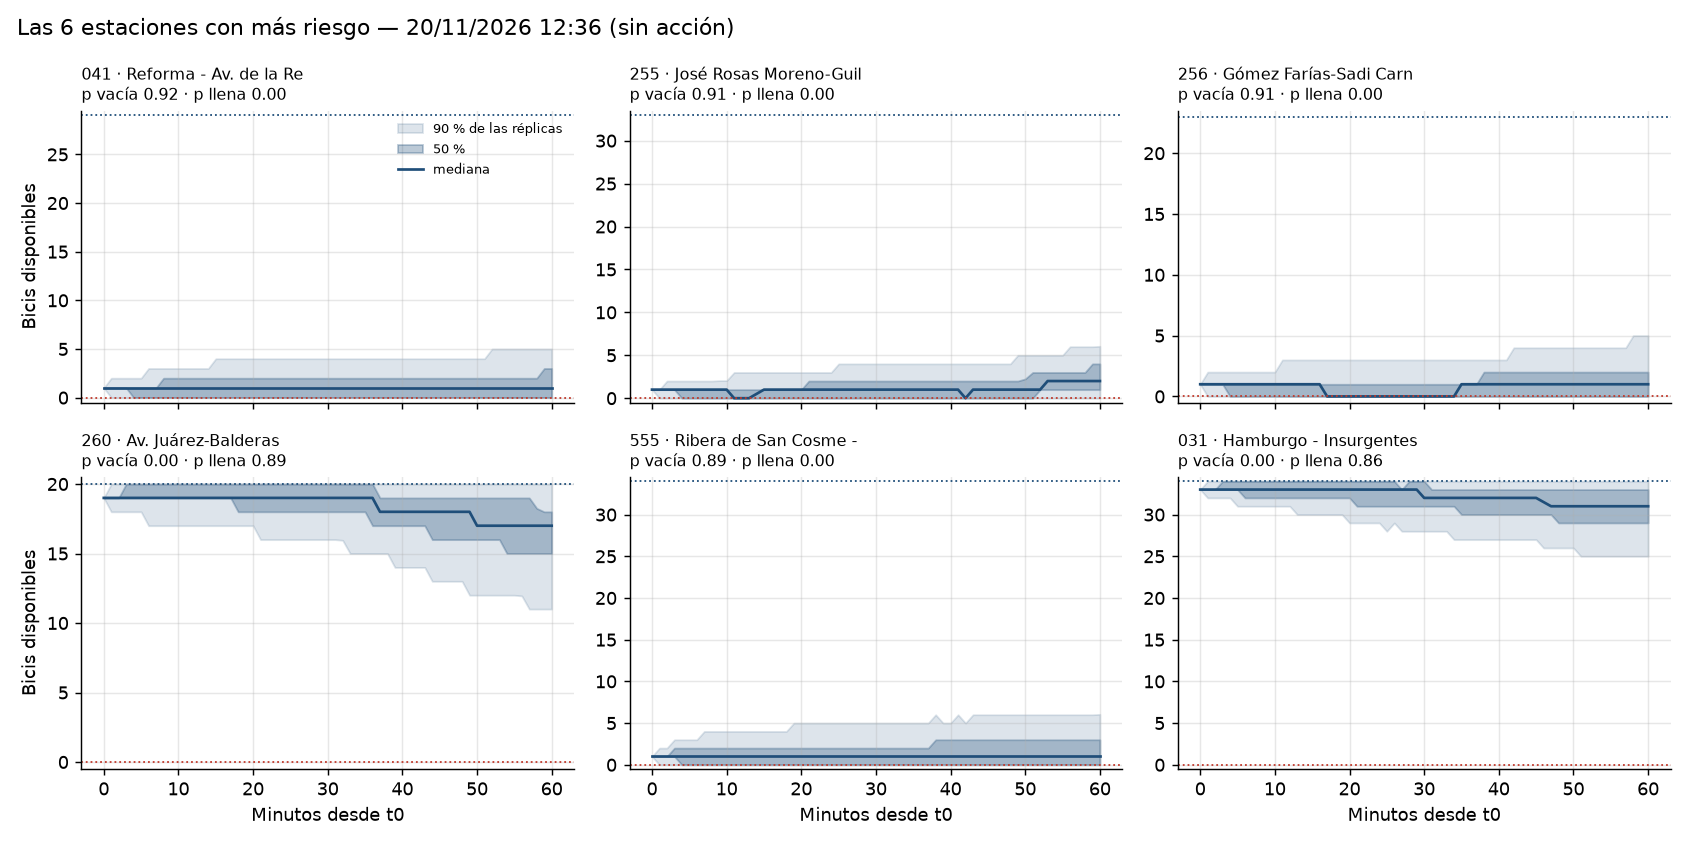 Las 6 estaciones con más riesgo — 20/11/2026 12:36 (sin acción)
041 · Reforma - Av. de la Re
p vacía 0.92 · p llena 0.00
90 % de las réplicas
50 %
mediana
Bicis disponibles
25
20
15
10
5
0
255 · José Rosas Moreno-Guil
p vacía 0.91 · p llena 0.00
30
25
20
15
10
5
0
256 · Gómez Farías-Sadi Carn
p vacía 0.91 · p llena 0.00
20
15
10
5
0
260 · Av. Juárez-Balderas
p vacía 0.00 · p llena 0.89
Bicis disponibles
20
15
10
5
0
0 10 20 30 40 50 60
Minutos desde t0
555 · Ribera de San Cosme -
p vacía 0.89 · p llena 0.00
30
25
20
15
10
5
0
0 10 20 30 40 50 60
Minutos desde t0
031 · Hamburgo - Insurgentes
p vacía 0.00 · p llena 0.86
30
25
20
15
10
5
0
0 10 20 30 40 50 60
Minutos desde t0